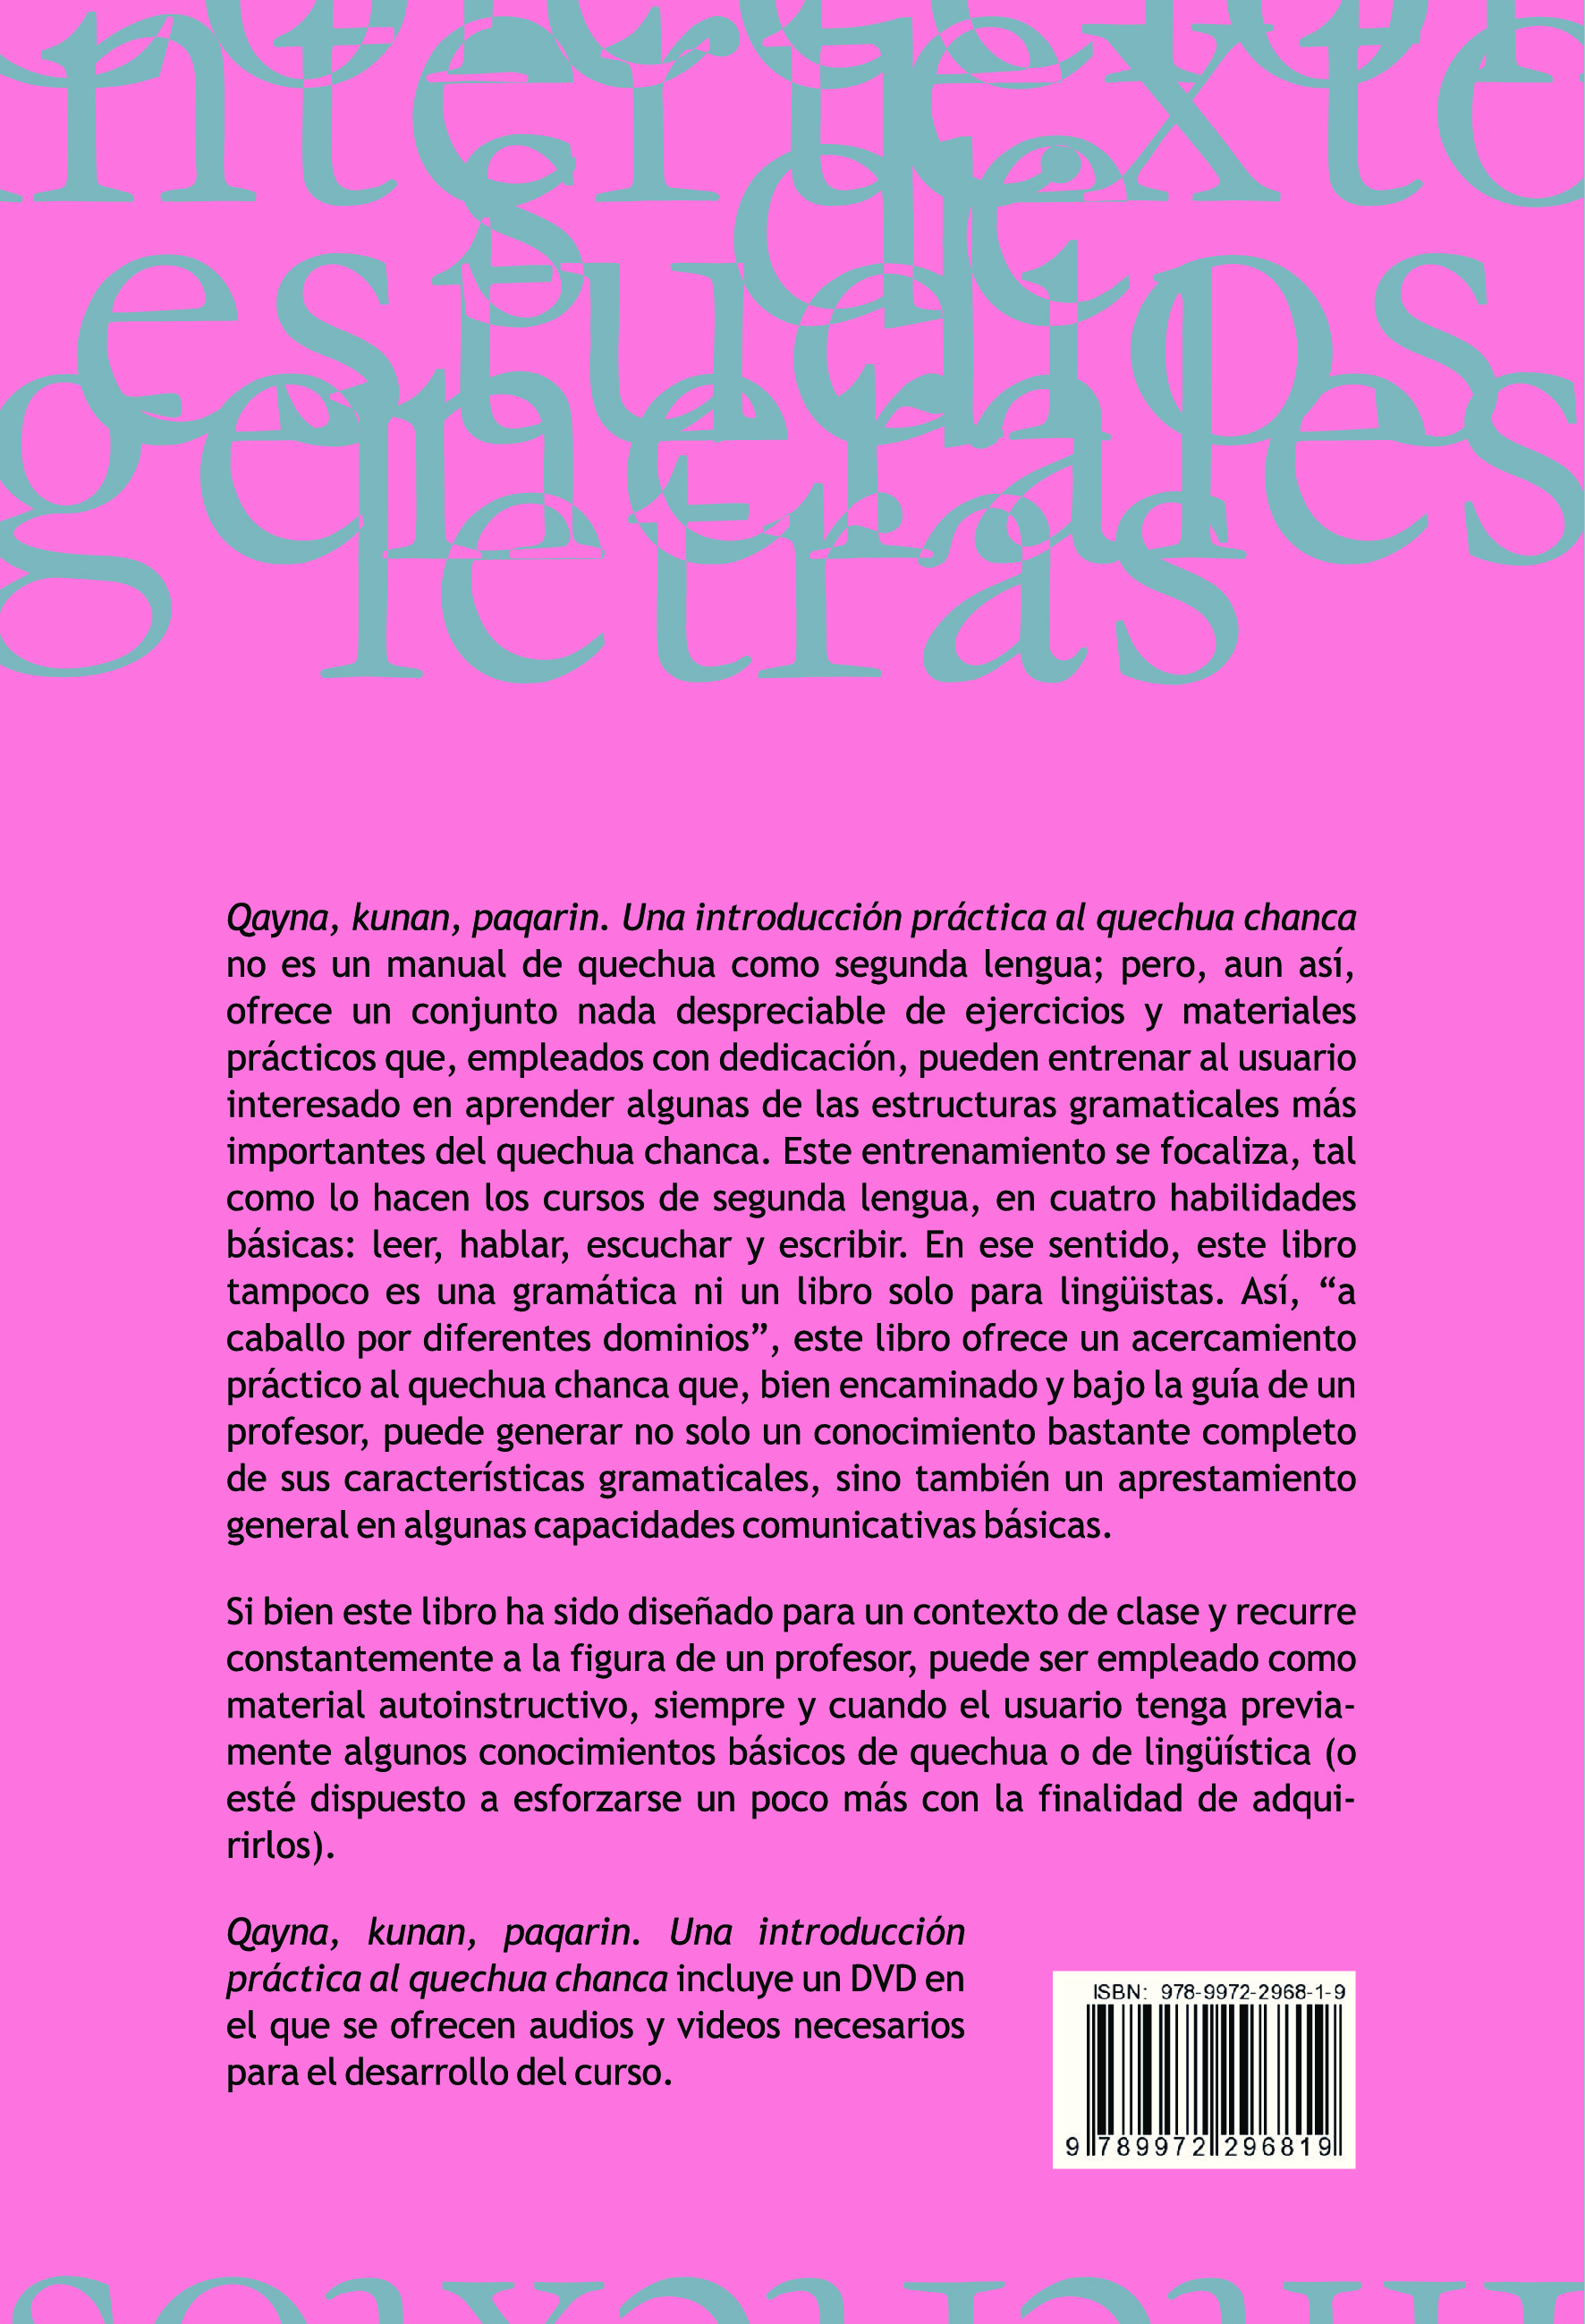 intertextos
de
estudios
generales
letras
Qayna, kunan, paqarin. Una introducción práctica al quechua chanca
no es un manual de quechua como segunda lengua; pero, aun así,
ofrece un conjunto nada despreciable de ejercicios y materiales
prácticos que, empleados con dedicación, pueden entrenar al usuario
interesado en aprender algunas de las estructuras gramaticales más
importantes del quechua chanca. Este entrenamiento se focaliza, tal
como lo hacen los cursos de segunda lengua, en cuatro habilidades
básicas: leer, hablar, escuchar y escribir. En ese sentido, este libro
tampoco es una gramática ni un libro solo para lingüistas. Así, “a
caballo por diferentes dominios”, este libro ofrece un acercamiento
práctico al quechua chanca que, bien encaminado y bajo la guía de un
profesor, puede generar no solo un conocimiento bastante completo
de sus características gramaticales, sino también un aprestamiento
general en algunas capacidades comunicativas básicas.
Si bien este libro ha sido diseñado para un contexto de clase y recurre
constantemente a la figura de un profesor, puede ser empleado como
material autoinstructivo, siempre y cuando el usuario tenga previa-
mente algunos conocimientos básicos de quechua o de lingüística (o
esté dispuesto a esforzarse un poco más con la finalidad de adqui-
rirlos).
Qayna, kunan, paqarin. Una introducción
práctica al quechua chanca incluye un DVD en
el que se ofrecen audios y videos necesarios
para el desarrollo del curso.
ISBN: 978-9972-2968-1-9
9 789972 296819